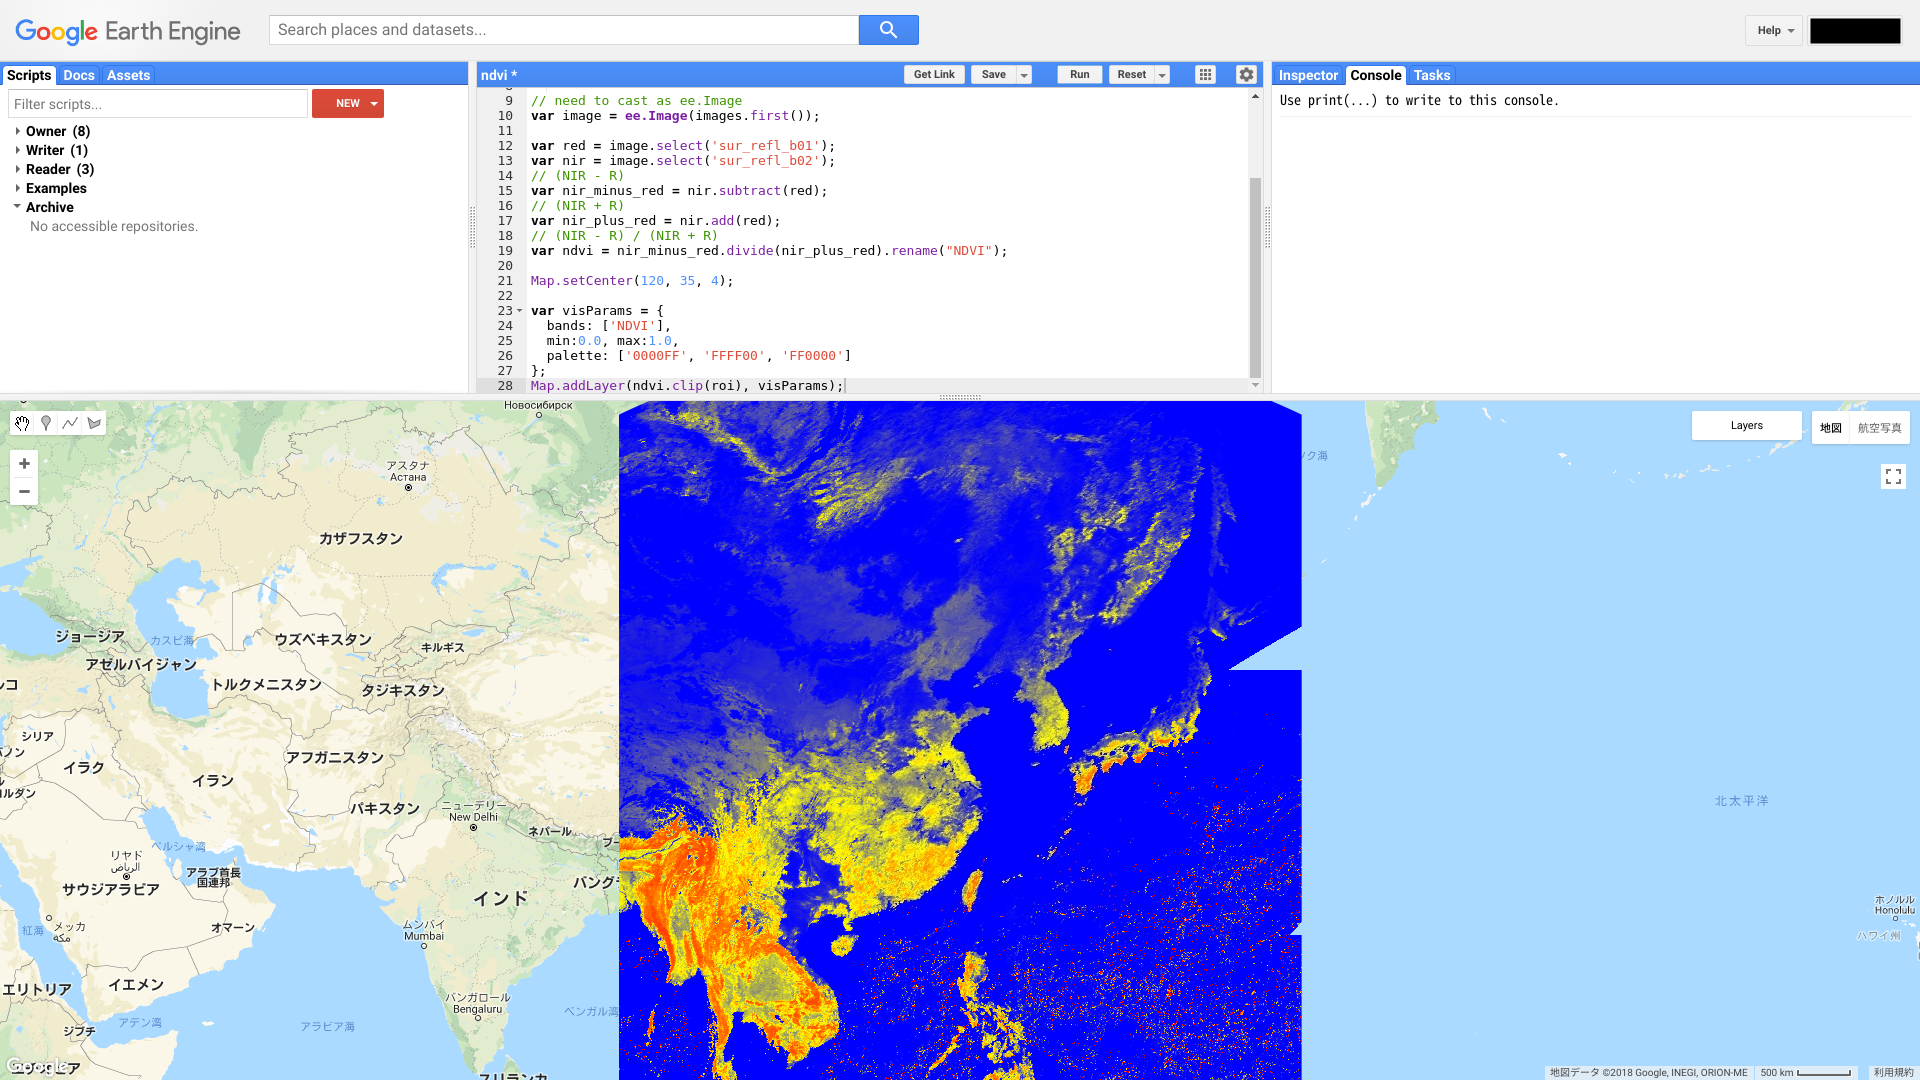 Google Earth Engine
Search places and datasets...
Help
Scripts
Docs
Assets
Filter scripts...
NEW
Owner (8)
Writer (1)
Reader (3)
Examples
Archive
No accessible repositories.
ndvi *
Get Link
Save
Run
Reset
9 // need to cast as ee.Image
10 var image = ee.Image(images.first());
11
12 var red = image.select('sur_refl_b01');
13 var nir = image.select('sur_refl_b02');
14 // (NIR - R)
15 var nir_minus_red = nir.subtract(red);
16 // (NIR + R)
17 var nir_plus_red = nir.add(red);
18 // (NIR - R) / (NIR + R)
19 var ndvi = nir_minus_red.divide(nir_plus_red).rename("NDVI");
20
21 Map.setCenter(120, 35, 4);
22
23 var visParams = {
24 bands: ['NDVI'],
25 min:0.0, max:1.0,
26 palette: ['0000FF', 'FFFF00', 'FF0000']
27 };
28 Map.addLayer(ndvi.clip(roi), visParams);
Inspector
Console
Tasks
Use print(...) to write to this console.
Новосибирск
Layers
地図
航空写真
ク海
アスタナ
Астана
カザフスタン
ジョージア
カスピ海
ウズベキスタン
キルギス
アゼルバイジャン
トルクメニスタン
タジキスタン
シリア
アフガニスタン
イラク
イラン
ヨルダン
パキスタン
ニューデリー
New Delhi
ネパール
北太平洋
ペルシャ湾
リヤド
الرياض
アラブ首長
国連邦
サウジアラビア
インド
バング
メッカ
مكة
紅海
オマーン
ムンバイ
Mumbai
ホノルル
Honolulu
ハワイ州
エリトリア
イエメン
バンガロール
Bengaluru
ベンガル湾
アデン湾
アラビア海
ジブチ
エチオピア
Google
スリランカ
地図データ ©2018 Google, INEGI, ORION-ME
500 km
利用規約